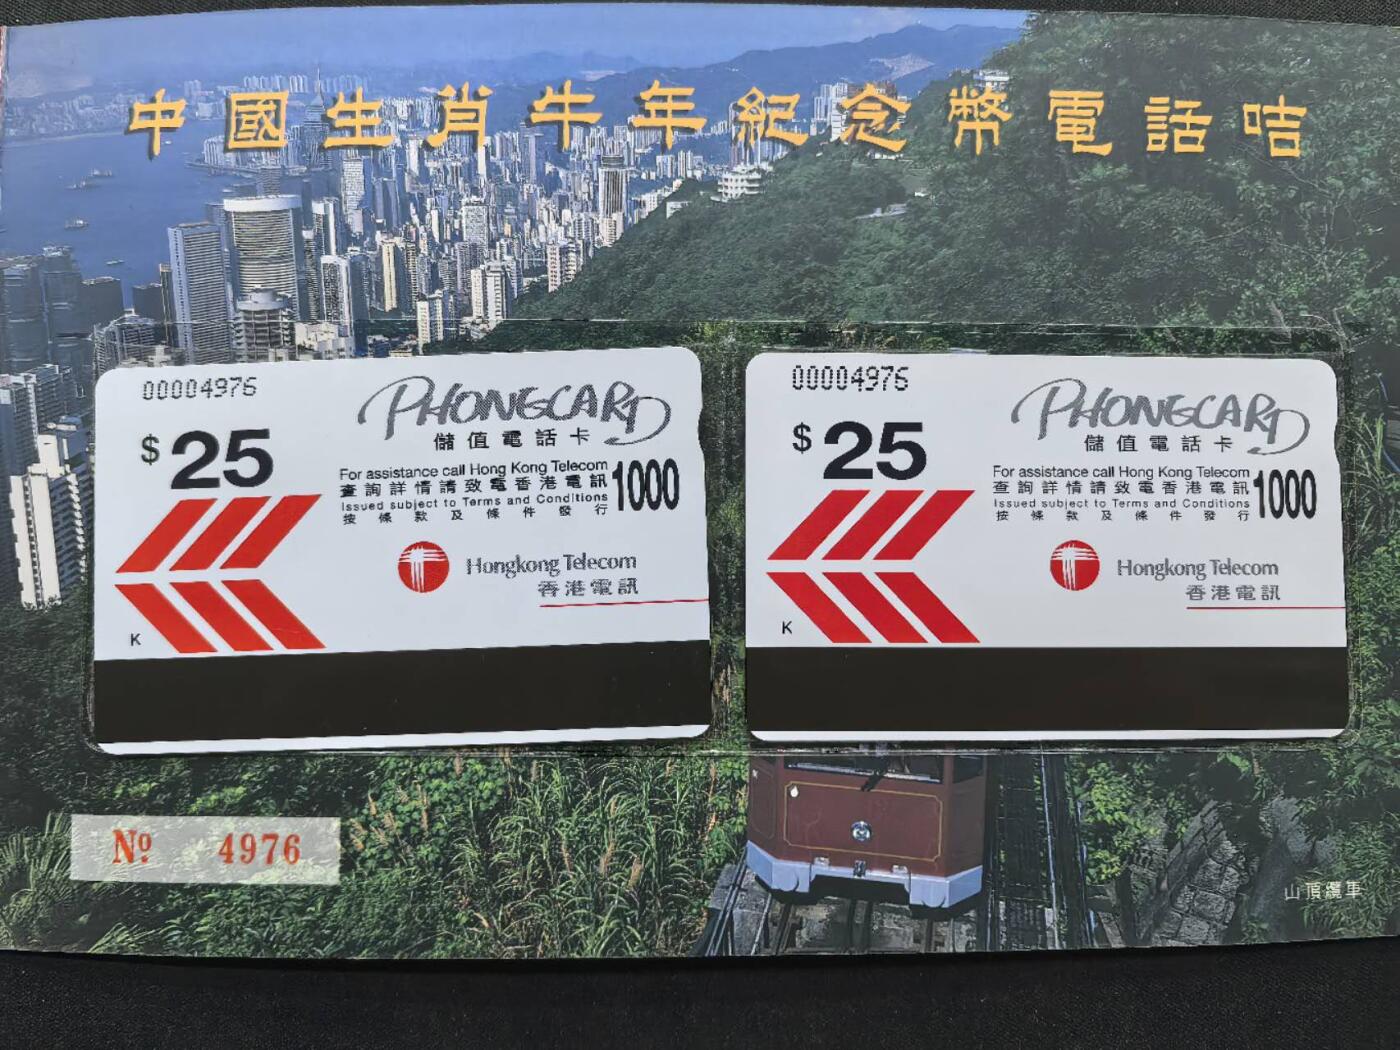 中國生肖牛年紀念幣電話咭
00004976
$25
PHONECARD
儲值電話卡
For assistance call Hong Kong Telecom
查詢詳情請致電香港電訊
Issued subject to Terms and Conditions
按條款及條件發行
1000
Hongkong Telecom
香港電訊
K
00004976
$25
PHONECARD
儲值電話卡
For assistance call Hong Kong Telecom
查詢詳情請致電香港電訊
Issued subject to Terms and Conditions
按條款及條件發行
1000
Hongkong Telecom
香港電訊
K
Nº 4976
山頂纜車